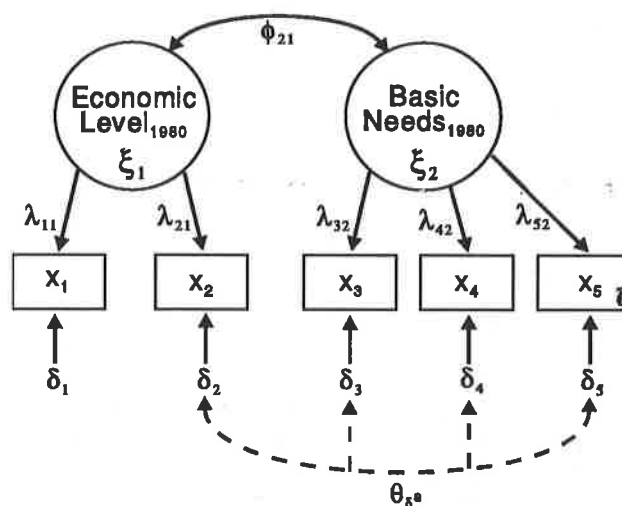 ϕ₂₁
Economic Level₁₉₈₀ ξ₁
Basic Needs₁₉₈₀ ξ₂
λ₁₁ λ₂₁ λ₃₂ λ₄₂ λ₅₂
X₁ X₂ X₃ X₄ X₅
δ₁ δ₂ δ₃ δ₄ δ₅
θ_δª